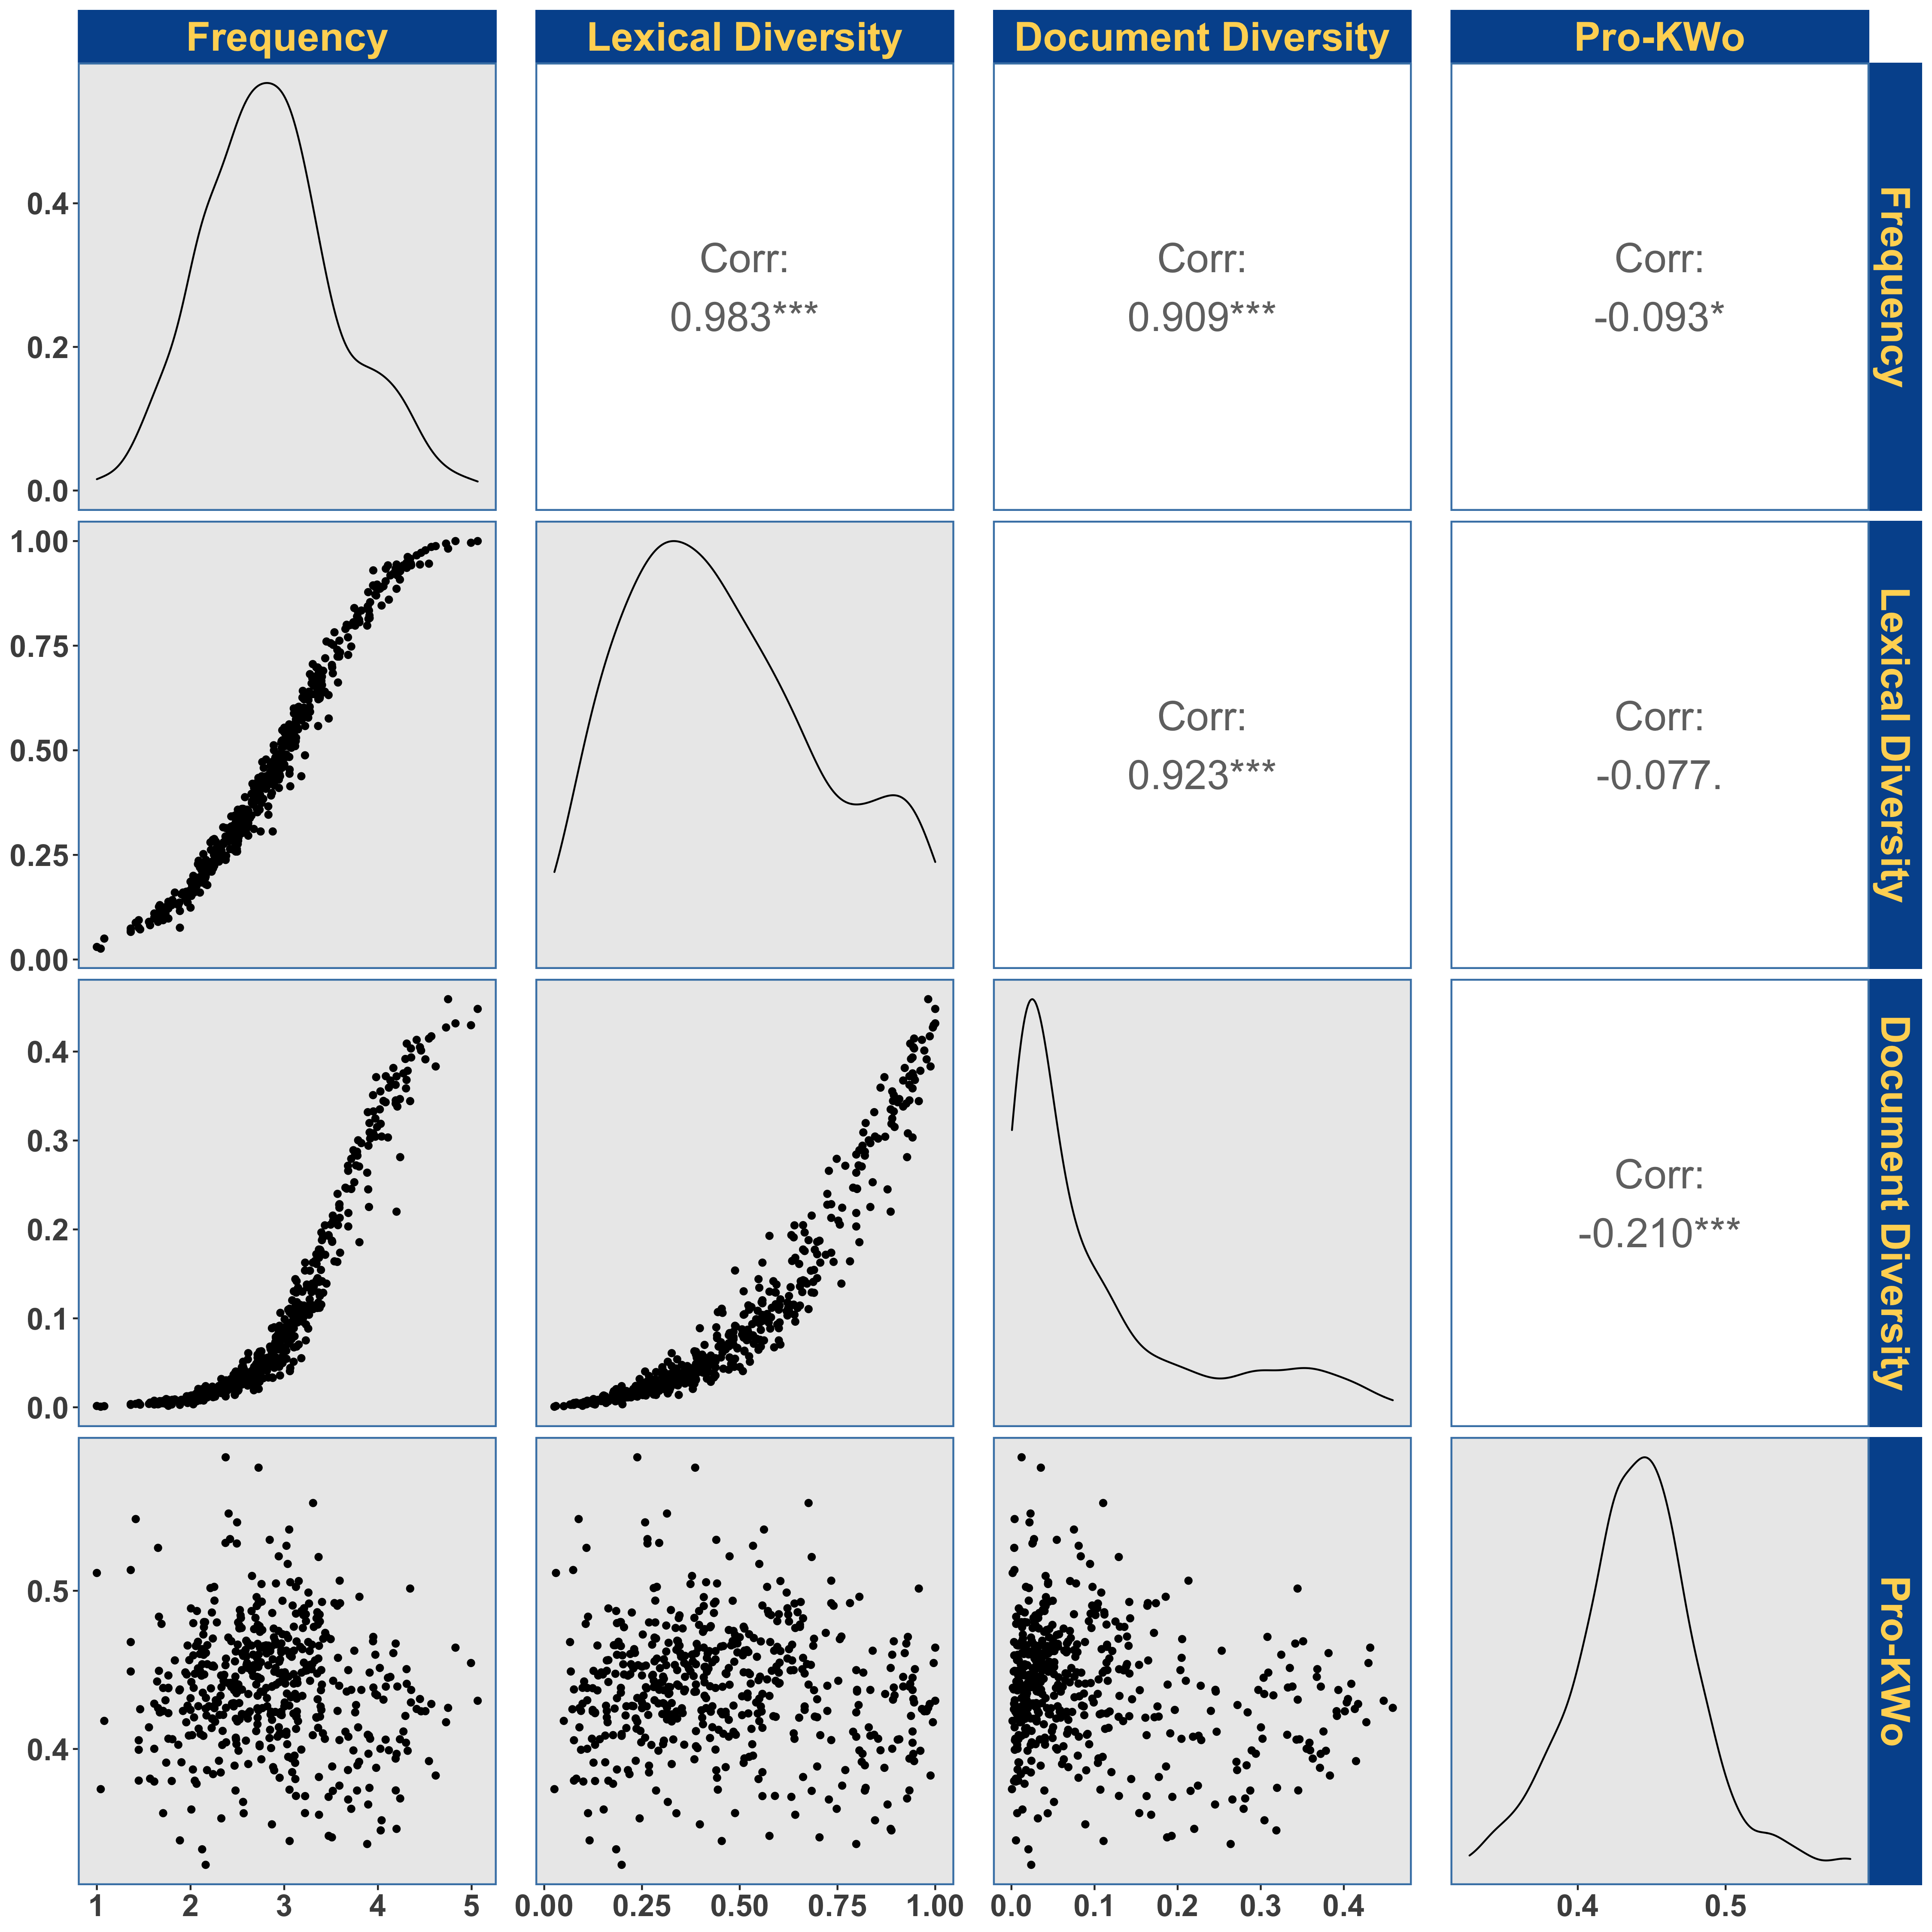 Frequency
Lexical Diversity
Document Diversity
Pro-KWo
0.4
0.2
0.0
Corr:
0.983***
Corr:
0.909***
Corr:
-0.093*
Frequency
1.00
0.75
0.50
0.25
0.00
Corr:
0.923***
Corr:
-0.077.
Lexical Diversity
0.4
0.3
0.2
0.1
0.0
Corr:
-0.210***
Document Diversity
0.5
0.4
Pro-KWo
1 2 3 4 5
0.00 0.25 0.50 0.75 1.00
0.0 0.1 0.2 0.3 0.4
0.4 0.5